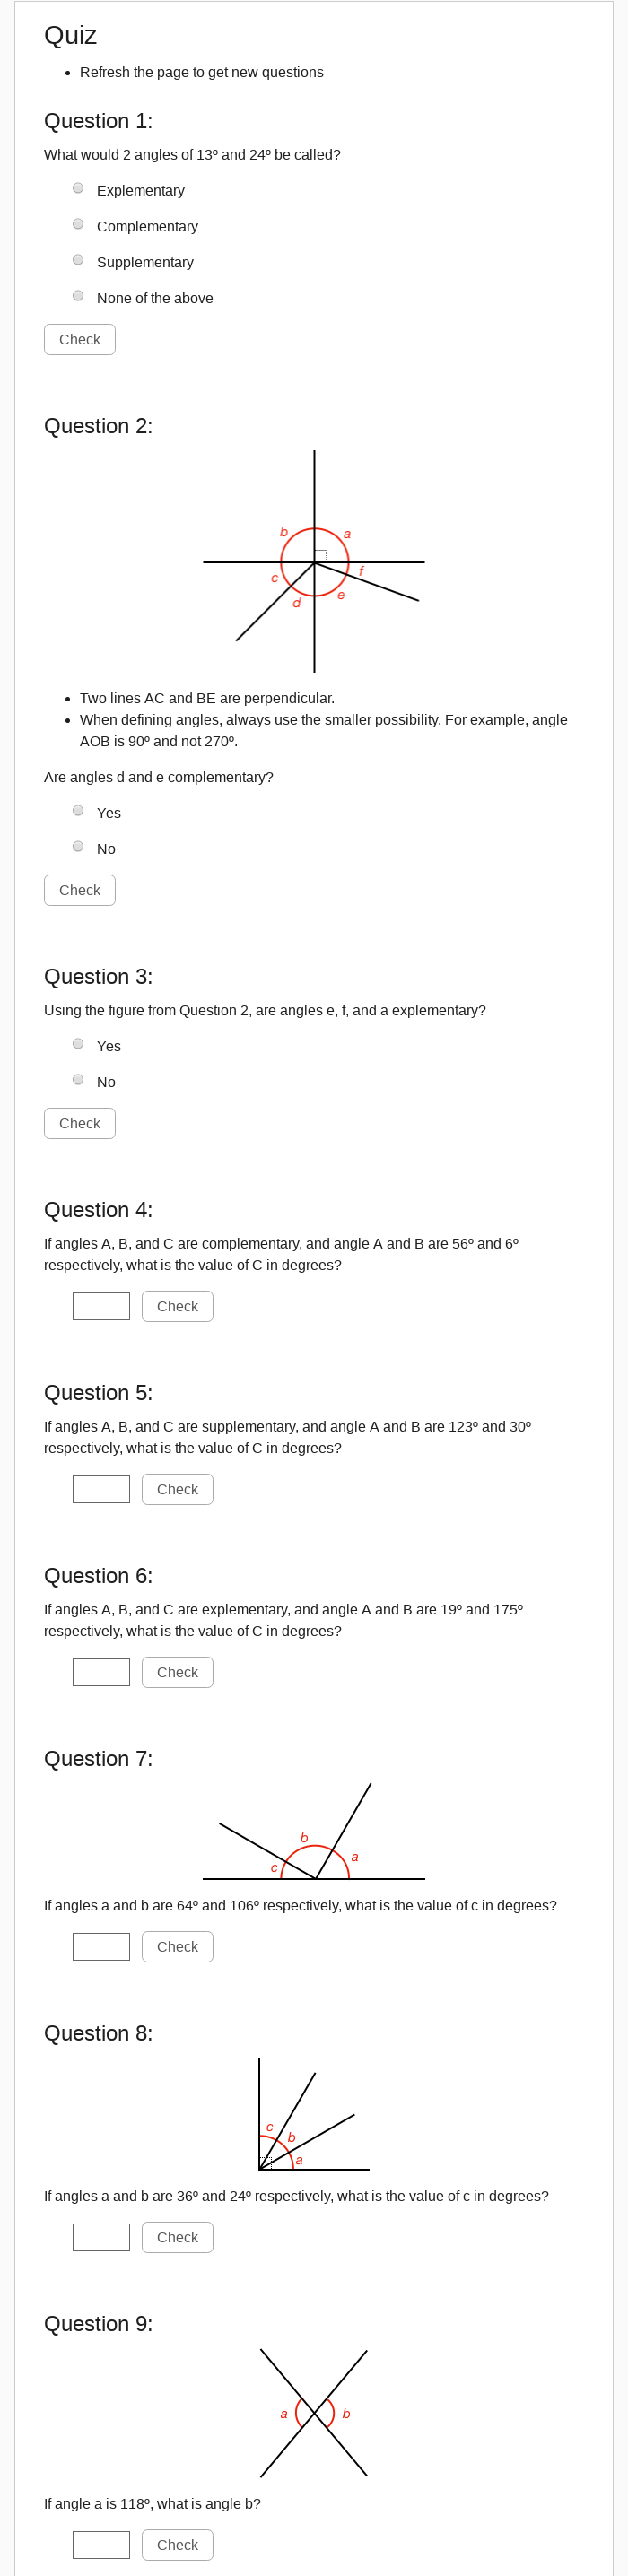 Quiz
Refresh the page to get new questions
Question 1:
What would 2 angles of 13º and 24º be called?
Explementary
Complementary
Supplementary
None of the above
Check
Question 2:
b
a
f
c
e
d
Two lines AC and BE are perpendicular.
When defining angles, always use the smaller possibility. For example, angle
AOB is 90º and not 270º.
Are angles d and e complementary?
Yes
No
Check
Question 3:
Using the figure from Question 2, are angles e, f, and a explementary?
Yes
No
Check
Question 4:
If angles A, B, and C are complementary, and angle A and B are 56º and 6º
respectively, what is the value of C in degrees?
Check
Question 5:
If angles A, B, and C are supplementary, and angle A and B are 123º and 30º
respectively, what is the value of C in degrees?
Check
Question 6:
If angles A, B, and C are explementary, and angle A and B are 19º and 175º
respectively, what is the value of C in degrees?
Check
Question 7:
b
a
c
If angles a and b are 64º and 106º respectively, what is the value of c in degrees?
Check
Question 8:
c
b
a
If angles a and b are 36º and 24º respectively, what is the value of c in degrees?
Check
Question 9:
a b
If angle a is 118º, what is angle b?
Check